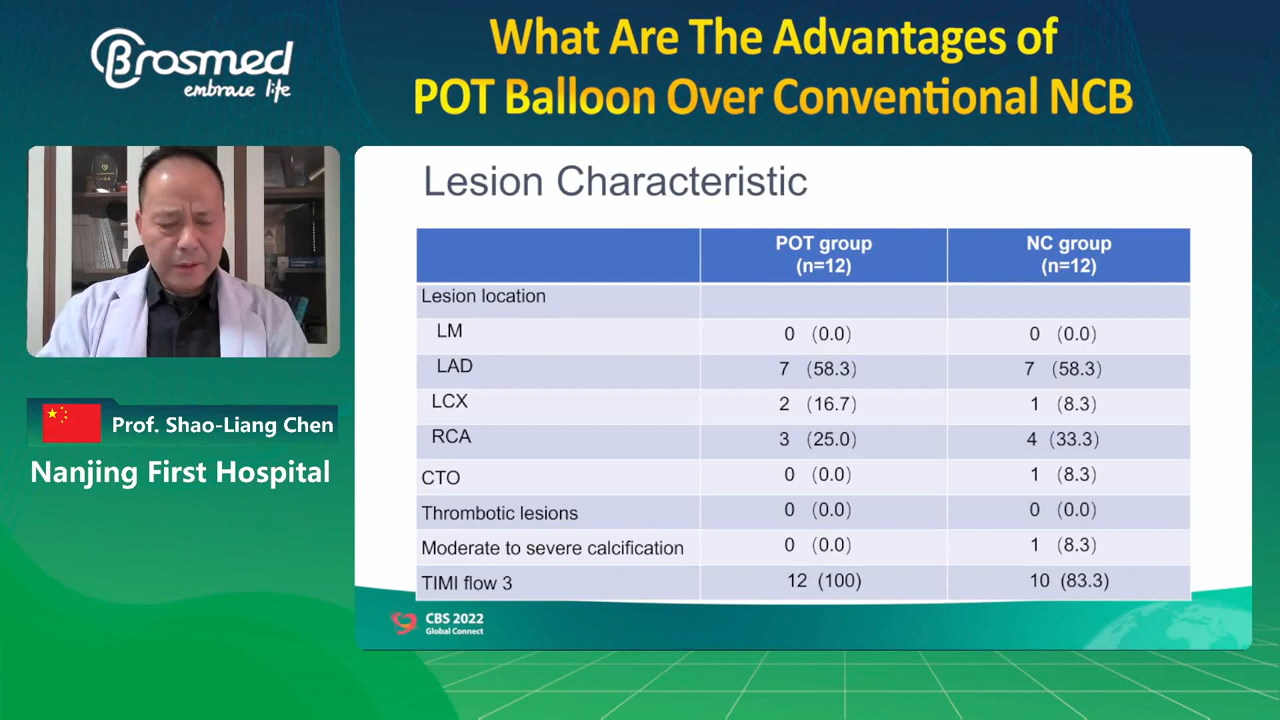 Brosmed
embrace life
What Are The Advantages of
POT Balloon Over Conventional NCB
Prof. Shao-Liang Chen
Nanjing First Hospital
Lesion Characteristic
POT group (n=12) NC group (n=12)
Lesion location
LM 0 (0.0) 0 (0.0)
LAD 7 (58.3) 7 (58.3)
LCX 2 (16.7) 1 (8.3)
RCA 3 (25.0) 4 (33.3)
CTO 0 (0.0) 1 (8.3)
Thrombotic lesions 0 (0.0) 0 (0.0)
Moderate to severe calcification 0 (0.0) 1 (8.3)
TIMI flow 3 12 (100) 10 (83.3)
CBS 2022
Global Connect